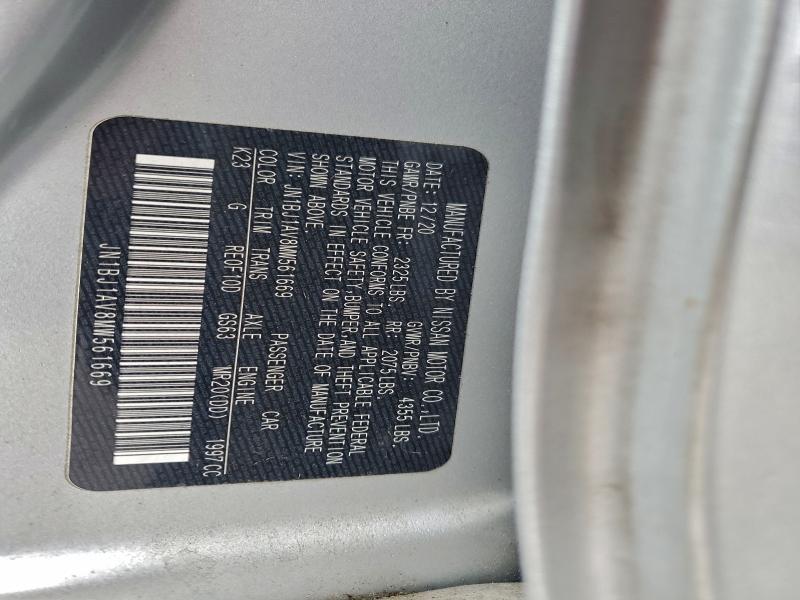 MANUFACTURED BY NISSAN MOTOR CO.,LTD.
DATE: 12/20 GVWR/PNBV: 4355 LBS.
GAWR/PNBE FR: 2325 LBS. RR: 2075 LBS.
THIS VEHICLE CONFORMS TO ALL APPLICABLE FEDERAL
MOTOR VEHICLE SAFETY,BUMPER,AND THEFT PREVENTION
STANDARDS IN EFFECT ON THE DATE OF MANUFACTURE
SHOWN ABOVE.
VIN: JN1BJ1AV8MW561669 PASSENGER CAR
COLOR TRIM TRANS AXLE ENGINE
K23 G RE0F10D GS63 MR20(DD) 1997CC
JN1BJ1AV8MW561669